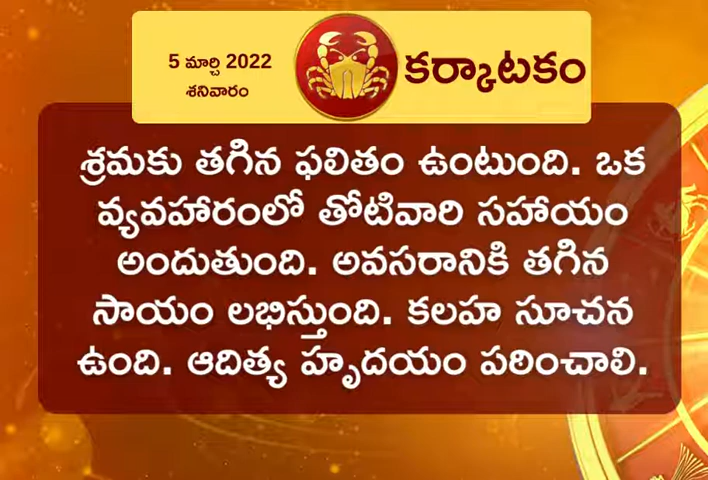 5 మార్చి 2022
శనివారం
కర్కాటకం
శ్రమకు తగిన ఫలితం ఉంటుంది. ఒక
వ్యవహారంలో తోటివారి సహాయం
అందుతుంది. అవసరానికి తగిన
సాయం లభిస్తుంది. కలహ సూచన
ఉంది. ఆదిత్య హృదయం పఠించాలి.